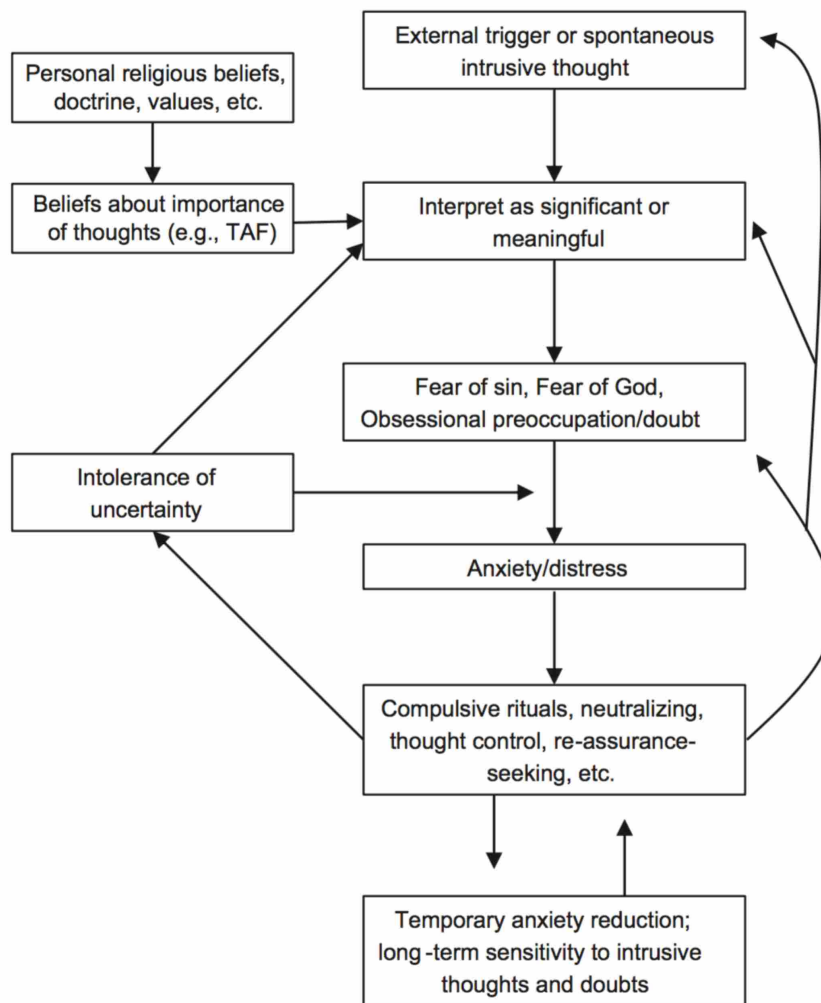 External trigger or spontaneous
intrusive thought
Personal religious beliefs,
doctrine, values, etc.
Beliefs about importance
of thoughts (e.g., TAF)
Interpret as significant or
meaningful
Fear of sin, Fear of God,
Obsessional preoccupation/doubt
Intolerance of
uncertainty
Anxiety/distress
Compulsive rituals, neutralizing,
thought control, re-assurance-
seeking, etc.
Temporary anxiety reduction;
long-term sensitivity to intrusive
thoughts and doubts